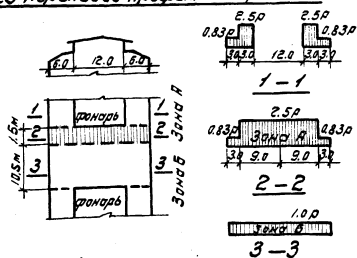 2.5р 2.5р
0.83р 0.83р
3.0 3.0 12.0 3.0 3.0
1 – 1
6.0 12.0 6.0
1 фонарь 1 Зона А
1.5м 2 2
10.5м 3 3 Зона Б
фонарь
2.5р
0.83р Зона А 0.83р
3.0 9.0 9.0 3.0
2 – 2
1.0р
Зона Б
3 – 3